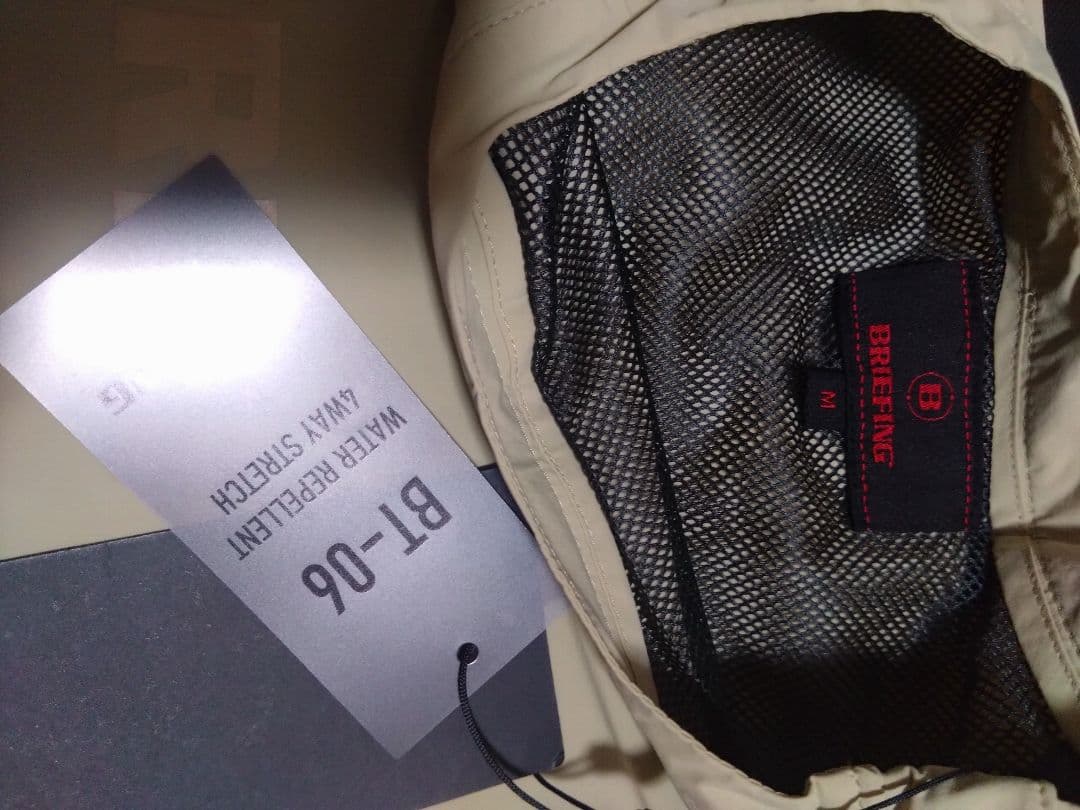 BT-06
WATER REPELLENT
4WAY STRETCH
B
BRIEFING
M